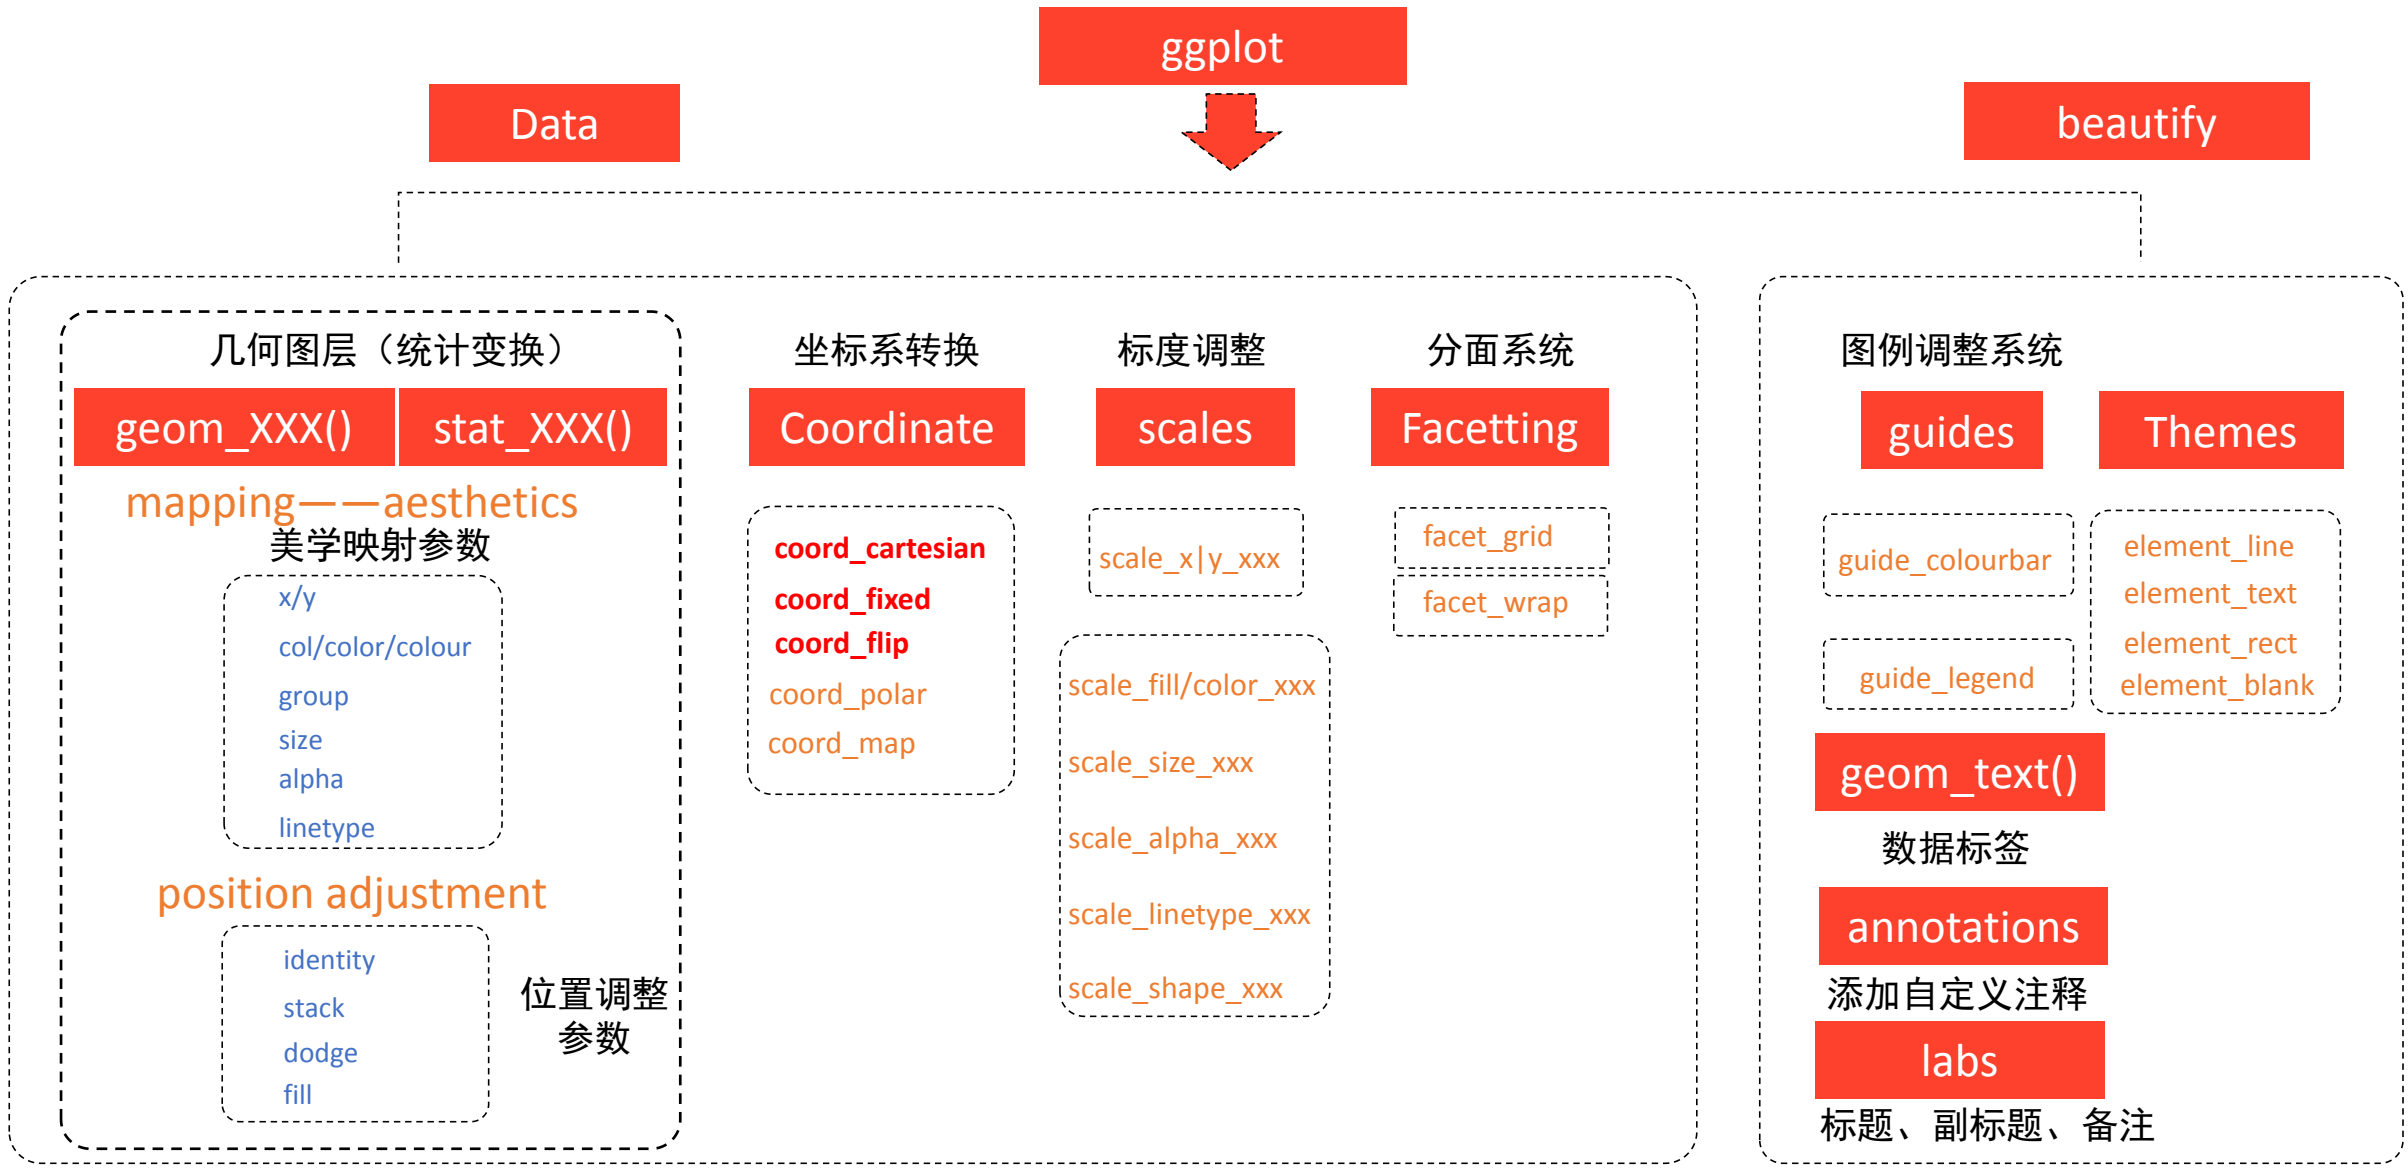 ggplot
Data
beautify
几何图层（统计变换）
geom_XXX()
stat_XXX()
mapping——aesthetics
美学映射参数
x/y
col/color/colour
group
size
alpha
linetype
position adjustment
identity
stack
dodge
fill
位置调整
参数
坐标系转换
Coordinate
coord_cartesian
coord_fixed
coord_flip
coord_polar
coord_map
标度调整
scales
scale_x|y_xxx
scale_fill/color_xxx
scale_size_xxx
scale_alpha_xxx
scale_linetype_xxx
scale_shape_xxx
分面系统
Facetting
facet_grid
facet_wrap
图例调整系统
guides
guide_colourbar
guide_legend
Themes
element_line
element_text
element_rect
element_blank
geom_text()
数据标签
annotations
添加自定义注释
labs
标题、副标题、备注